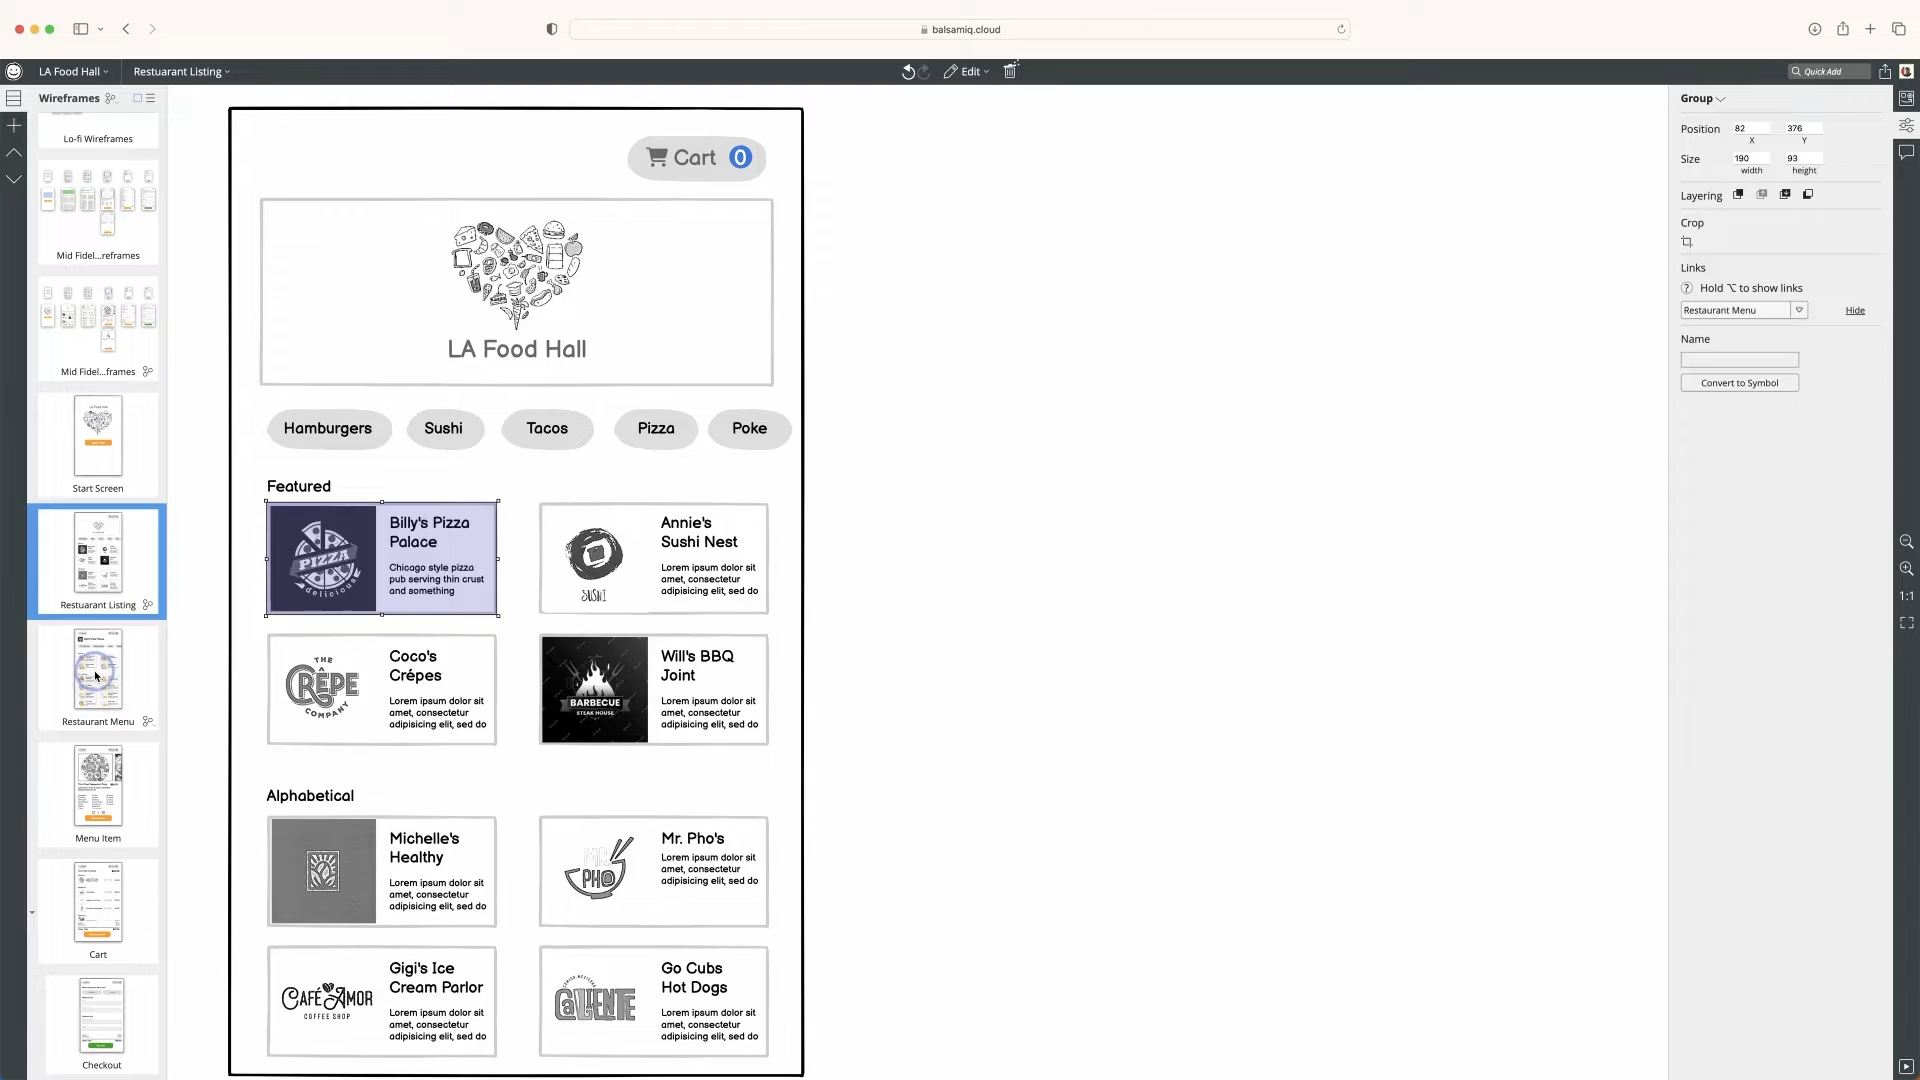 balsamiq.cloud
LA Food Hall
Restuarant Listing
Edit
Quick Add
Wireframes
Lo-fi Wireframes
Mid Fidel...reframes
Mid Fidel...frames
Start Screen
Restuarant Listing
Restaurant Menu
Menu Item
Cart
Checkout
Cart 0
LA Food Hall
Hamburgers
Sushi
Tacos
Pizza
Poke
Featured
PIZZA
delicious
Billy's Pizza
Palace
Chicago style pizza
pub serving thin crust
and something
SUSHI
Annie's
Sushi Nest
Lorem ipsum dolor sit
amet, consectetur
adipisicing elit, sed do
THE
A
CRÊPE
COMPANY
Coco's
Crépes
Lorem ipsum dolor sit
amet, consectetur
adipisicing elit, sed do
BARBECUE
STEAK HOUSE
Will's BBQ
Joint
Lorem ipsum dolor sit
amet, consectetur
adipisicing elit, sed do
Alphabetical
Michelle's
Healthy
Lorem ipsum dolor sit
amet, consectetur
adipisicing elit, sed do
MR.
PHO
Mr. Pho's
Lorem ipsum dolor sit
amet, consectetur
adipisicing elit, sed do
CAFÉ AMOR
COFFEE SHOP
Gigi's Ice
Cream Parlor
Lorem ipsum dolor sit
amet, consectetur
adipisicing elit, sed do
CALIENTE
Go Cubs
Hot Dogs
Lorem ipsum dolor sit
amet, consectetur
adipisicing elit, sed do
Group
Position 82 376
X Y
Size 190 93
width height
Layering
Crop
Links
? Hold ⌥ to show links
Restaurant Menu Hide
Name
Convert to Symbol
1:1